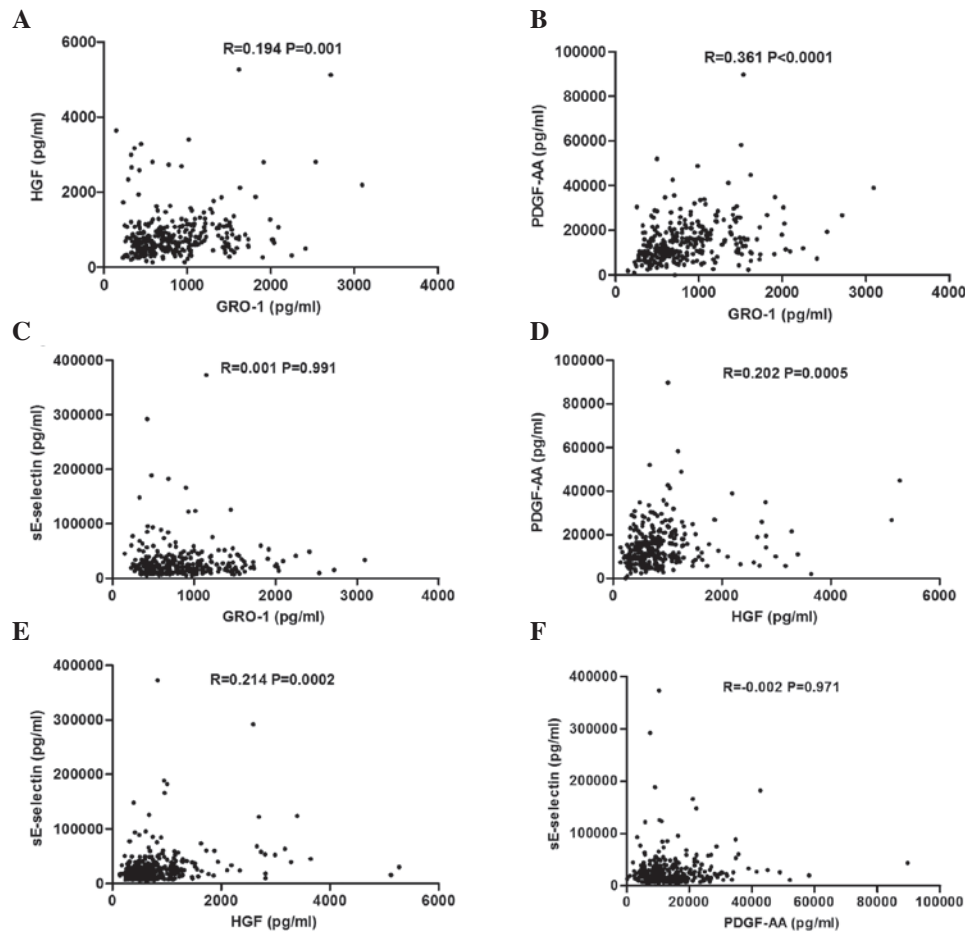 A
R=0.194 P=0.001
HGF (pg/ml)
6000
4000
2000
0
0 1000 2000 3000 4000
GRO-1 (pg/ml)
B
R=0.361 P<0.0001
PDGF-AA (pg/ml)
100000
80000
60000
40000
20000
0
0 1000 2000 3000 4000
GRO-1 (pg/ml)
C
R=0.001 P=0.991
sE-selectin (pg/ml)
400000
300000
200000
100000
0
0 1000 2000 3000 4000
GRO-1 (pg/ml)
D
R=0.202 P=0.0005
PDGF-AA (pg/ml)
100000
80000
60000
40000
20000
0
0 2000 4000 6000
HGF (pg/ml)
E
R=0.214 P=0.0002
sE-selectin (pg/ml)
400000
300000
200000
100000
0
0 2000 4000 6000
HGF (pg/ml)
F
R=-0.002 P=0.971
sE-selectin (pg/ml)
400000
300000
200000
100000
0
0 20000 40000 60000 80000 100000
PDGF-AA (pg/ml)